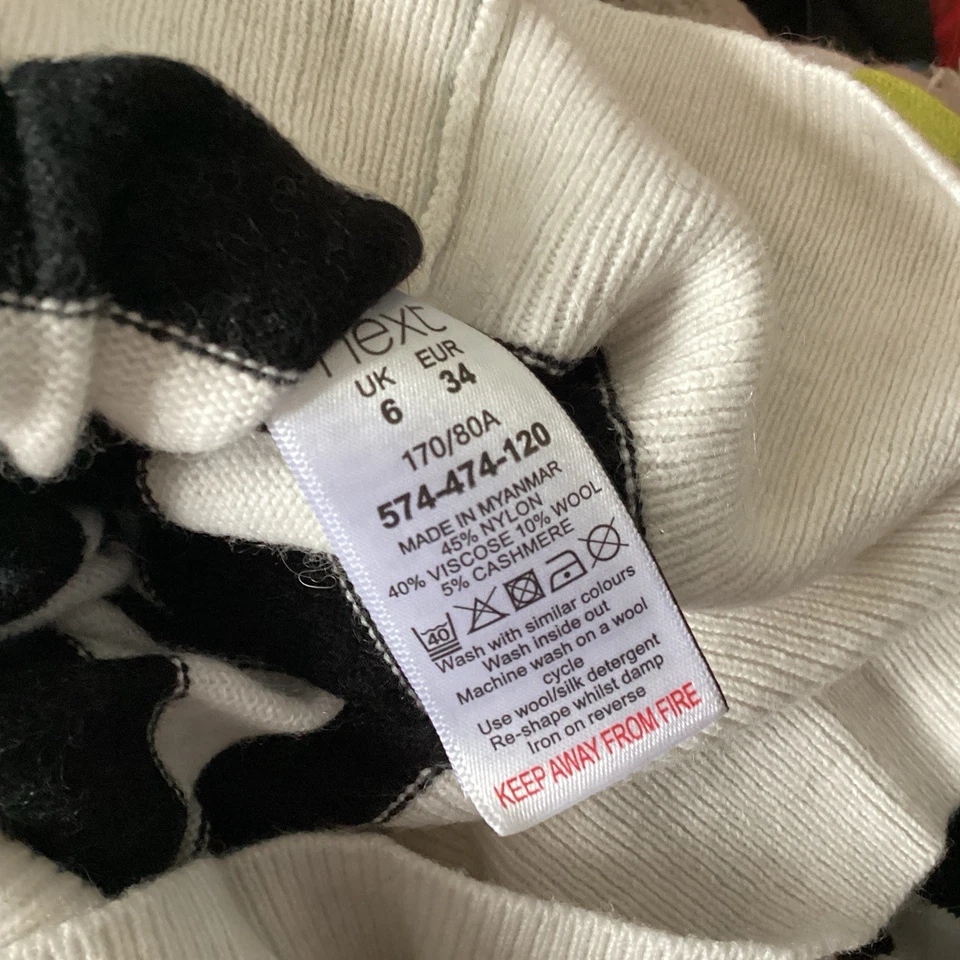 next
UK EUR
6 34
170/80A
574-474-120
MADE IN MYANMAR
45% NYLON
40% VISCOSE 10% WOOL
5% CASHMERE
40
Wash with similar colours
Wash inside out
Machine wash on a wool
cycle
Use wool/silk detergent
Re-shape whilst damp
Iron on reverse
KEEP AWAY FROM FIRE